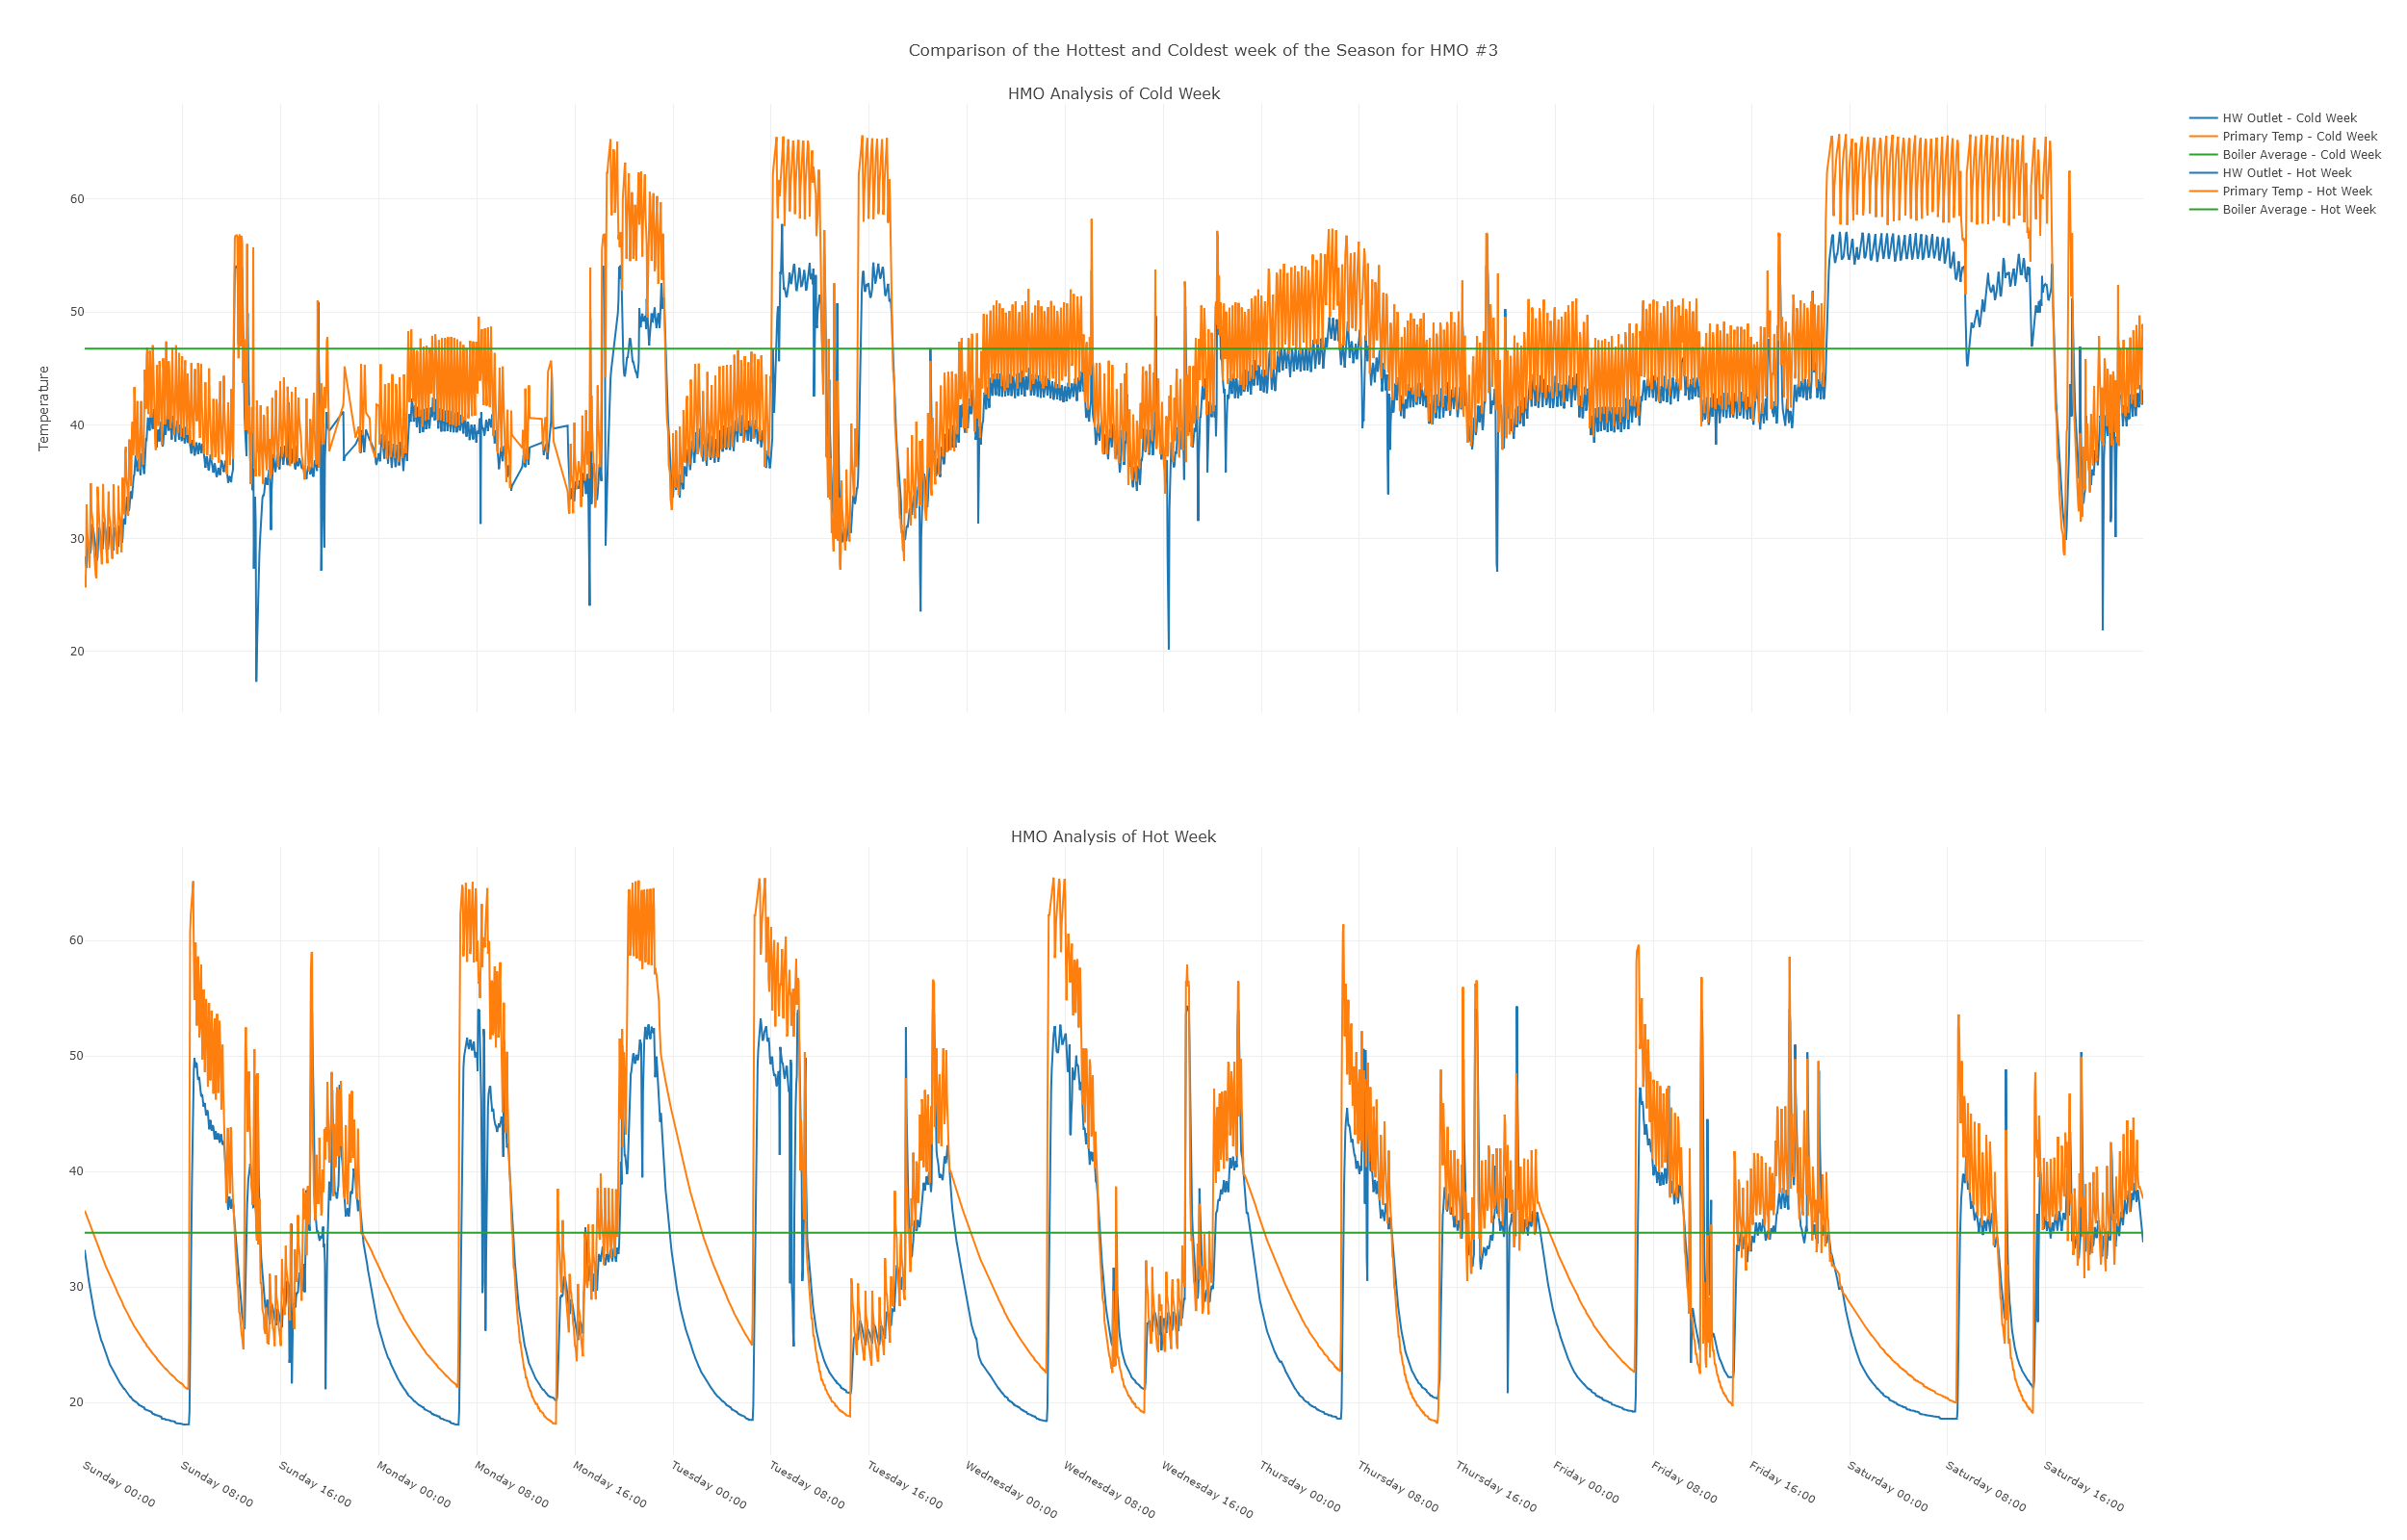 Comparison of the Hottest and Coldest week of the Season for HMO #3
HMO Analysis of Cold Week
HW Outlet - Cold Week
Primary Temp - Cold Week
Boiler Average - Cold Week
HW Outlet - Hot Week
Primary Temp - Hot Week
Boiler Average - Hot Week
Temperature
60
50
40
30
20
HMO Analysis of Hot Week
60
50
40
30
20
Sunday 00:00
Sunday 08:00
Sunday 16:00
Monday 00:00
Monday 08:00
Monday 16:00
Tuesday 00:00
Tuesday 08:00
Tuesday 16:00
Wednesday 00:00
Wednesday 08:00
Wednesday 16:00
Thursday 00:00
Thursday 08:00
Thursday 16:00
Friday 00:00
Friday 08:00
Friday 16:00
Saturday 00:00
Saturday 08:00
Saturday 16:00